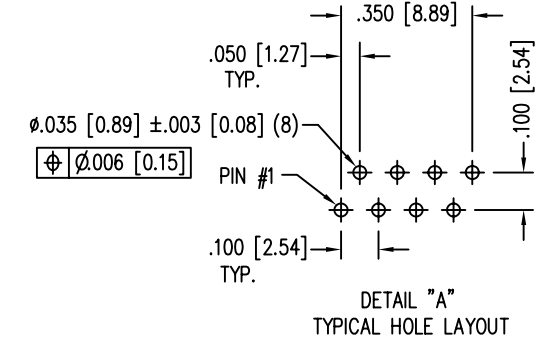 .350 [8.89]
.050 [1.27]
TYP.
.100 [2.54]
ø.035 [0.89] ±.003 [0.08] (8)
⌖ Ø.006 [0.15]
PIN #1
.100 [2.54]
TYP.
DETAIL "A"
TYPICAL HOLE LAYOUT